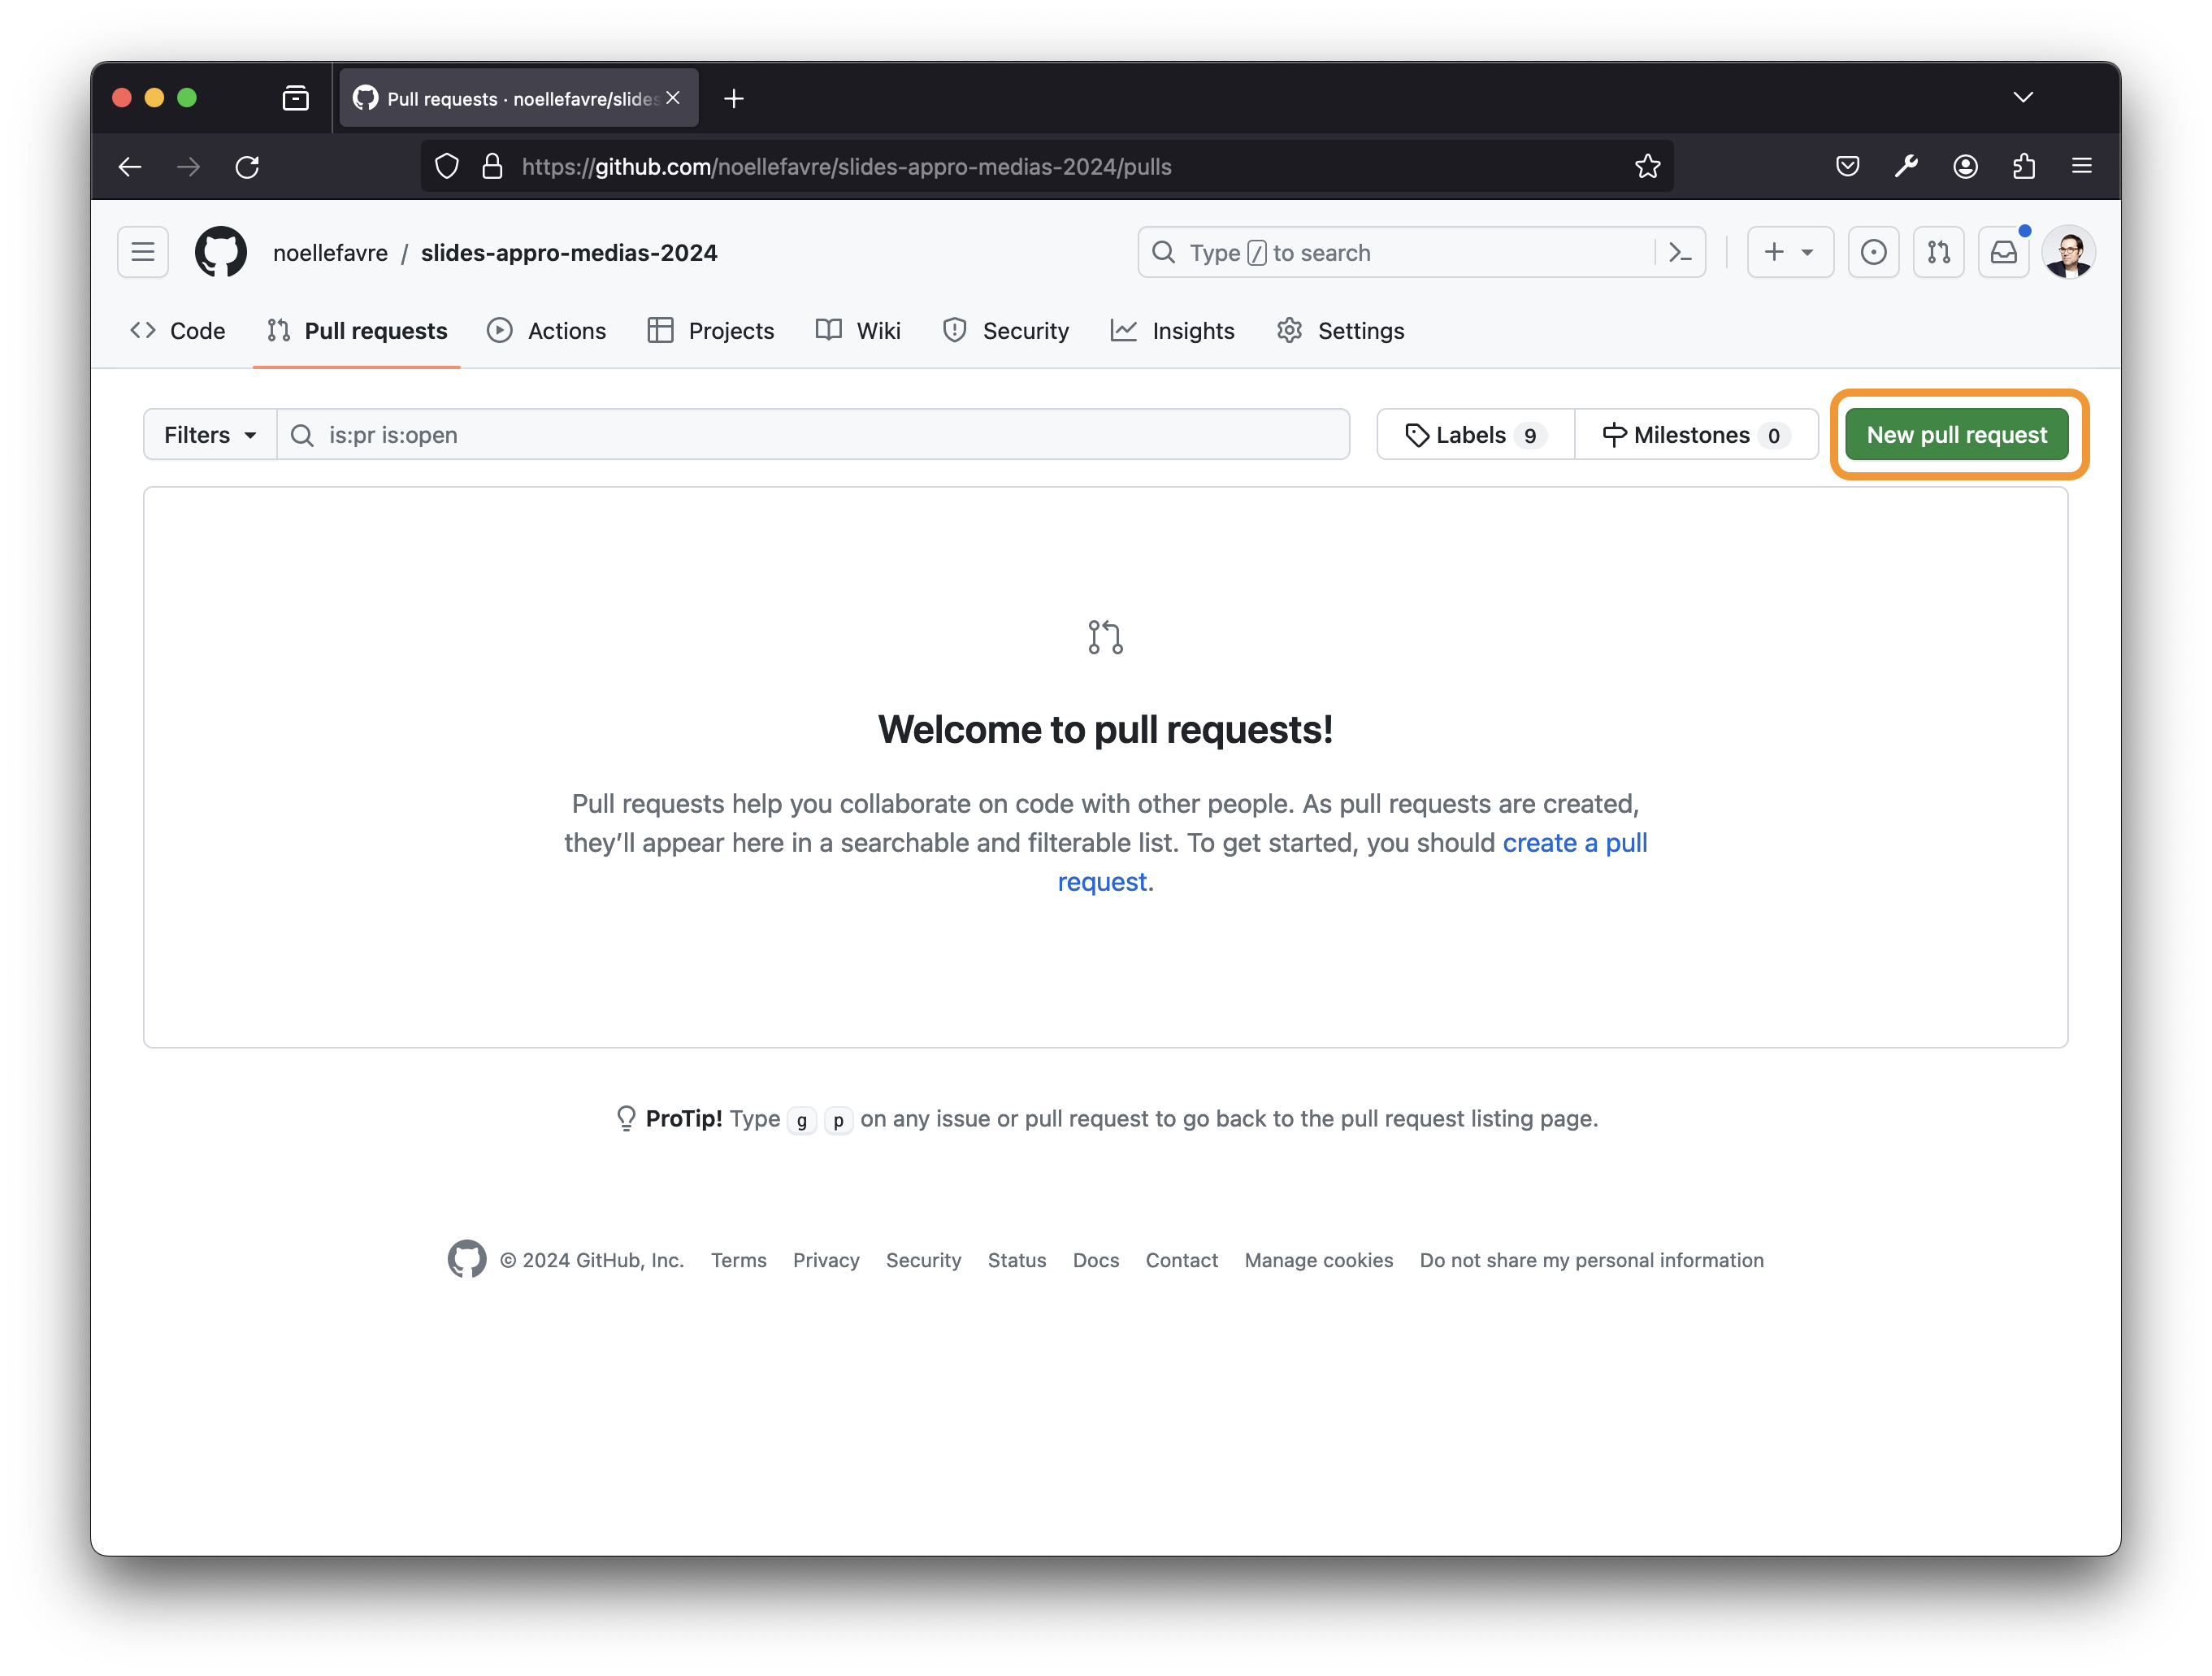 Pull requests · noellefavre/slides
https://github.com/noellefavre/slides-appro-medias-2024/pulls
noellefavre / slides-appro-medias-2024
Type / to search
Code Pull requests Actions Projects Wiki Security Insights Settings
Filters is:pr is:open Labels 9 Milestones 0 New pull request
Welcome to pull requests!
Pull requests help you collaborate on code with other people. As pull requests are created,
they’ll appear here in a searchable and filterable list. To get started, you should create a pull
request.
ProTip! Type g p on any issue or pull request to go back to the pull request listing page.
© 2024 GitHub, Inc. Terms Privacy Security Status Docs Contact Manage cookies Do not share my personal information